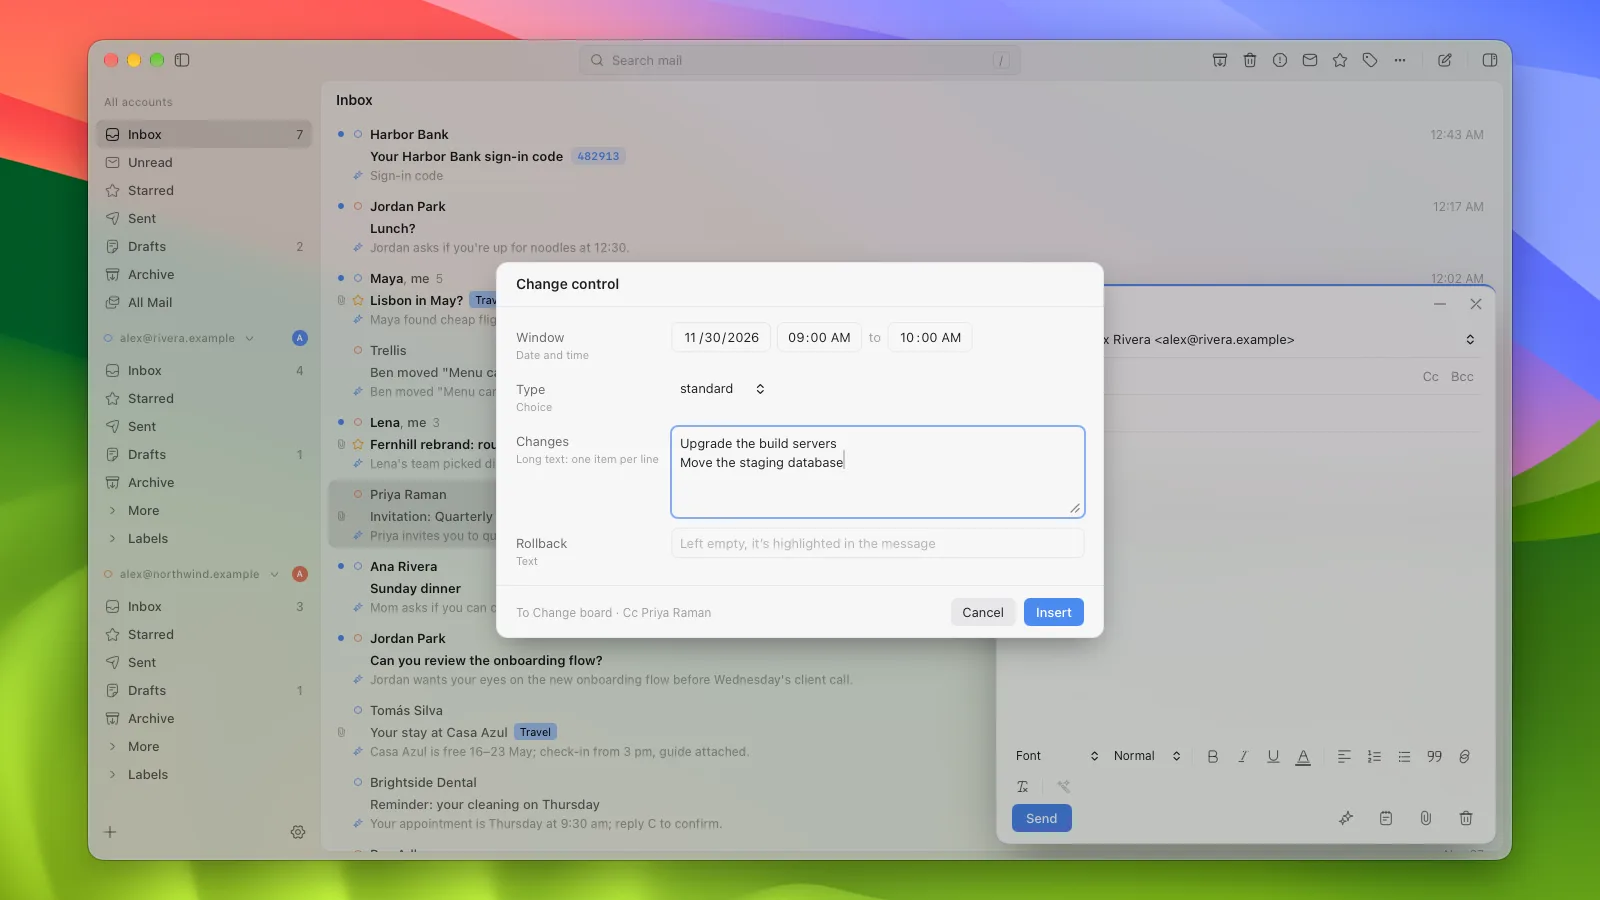 Search mail
/
All accounts
Inbox 7
Unread
Starred
Sent
Drafts 2
Archive
All Mail
alex@rivera.example A
Inbox 4
Starred
Sent
Drafts 1
Archive
More
Labels
alex@northwind.example A
Inbox 3
Starred
Sent
Drafts 1
Archive
More
Labels
Inbox
Harbor Bank 12:43 AM
Your Harbor Bank sign-in code 482913
Sign-in code
Jordan Park 12:17 AM
Lunch?
Jordan asks if you're up for noodles at 12:30.
Maya, me 5 12:02 AM
Lisbon in May?
Maya found cheap
Trellis
Ben moved "Menu
Ben moved "Menu
Lena, me 3
Fernhill rebrand:
Lena's team picked
Priya Raman
Invitation: Quarterly
Priya invites you to
Ana Rivera
Sunday dinner
Mom asks if you can
Jordan Park
Can you review the onboarding flow?
Jordan wants your eyes on the new onboarding flow before Wednesday's client call.
Tomás Silva
Your stay at Casa Azul Travel
Casa Azul is free 16–23 May; check-in from 3 pm, guide attached.
Brightside Dental
Reminder: your cleaning on Thursday
Your appointment is Thursday at 9:30 am; reply C to confirm.
Change control
Window 11/30/2026 09:00 AM to 10:00 AM
Date and time
Type standard
Choice
Changes
Long text: one item per line
Upgrade the build servers
Move the staging database
Rollback Left empty, it's highlighted in the message
Text
To Change board · Cc Priya Raman Cancel Insert
Rivera <alex@rivera.example>
Cc Bcc
Font Normal
Send